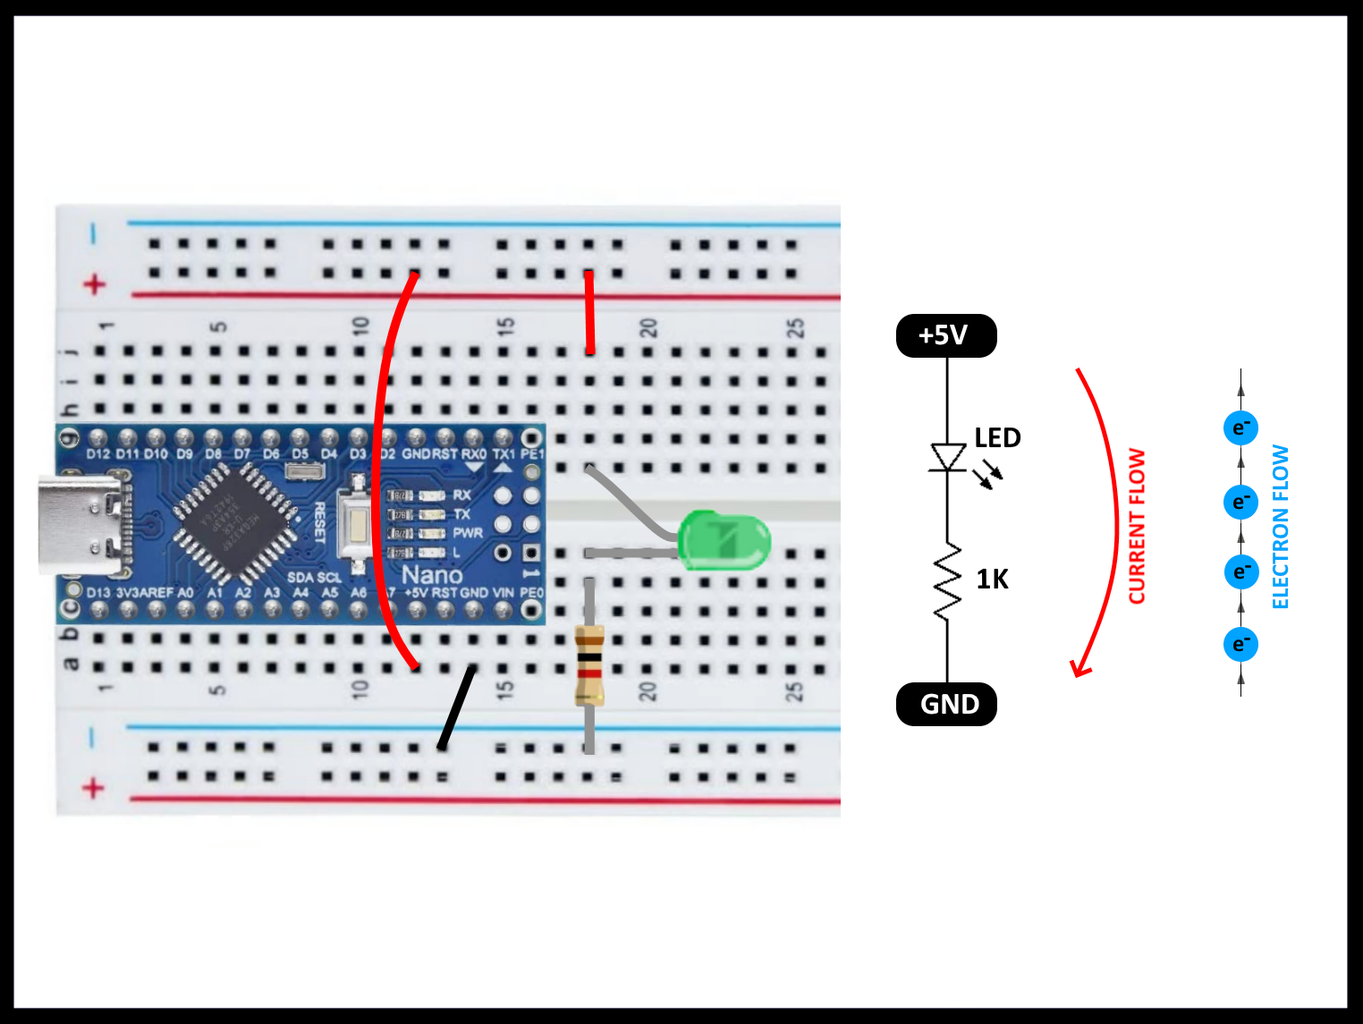 −
+
1 5 10 15 20 25
j
i
h
g
D12 D11 D10 D9 D8 D7 D6 D5 D4 D3 D2 GND RST RX0 TX1 PE1
RESET
RX
TX
PWR
L
SDA SCL
Nano
1
D13 3V3 AREF A0 A1 A2 A3 A4 A5 A6 7 +5V RST GND VIN PE0
c
b
a
1 5 10 15 20 25
−
+
+5V
LED
1K
GND
CURRENT FLOW
e-
e-
e-
e-
ELECTRON FLOW